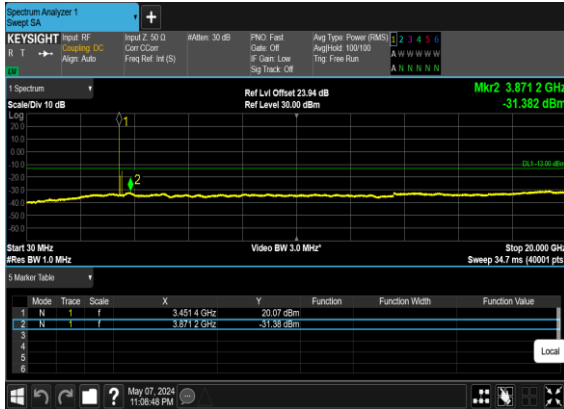 Spectrum Analyzer 1
Swept SA
+
KEYSIGHT Input: RF Input Z: 50 Ω #Atten: 30 dB PNO: Fast Avg Type: Power (RMS) 1 2 3 4 5 6
R T Coupling: DC Corr CCorr Gate: Off Avg|Hold: 100/100 A W W W W W
Align: Auto Freq Ref: Int (S) IF Gain: Low Trig: Free Run
Sig Track: Off A N N N N N
1 Spectrum
Mkr2 3.871 2 GHz
Ref Lvl Offset 23.94 dB
Scale/Div 10 dB Ref Level 30.00 dBm -31.382 dBm
Log
20.0
10.0
0.00
-10.0
-20.0
-30.0
-40.0
-50.0
-60.0
1
2
DL1 -13.00 dBm
Start 30 MHz Video BW 3.0 MHz* Stop 20.000 GHz
#Res BW 1.0 MHz Sweep 34.7 ms (40001 pts)
5 Marker Table
Mode Trace Scale X Y Function Function Width Function Value
1 N 1 f 3.451 4 GHz 20.07 dBm
2 N 1 f 3.871 2 GHz -31.38 dBm
3
4
5
6
Local
? May 07, 2024
11:08:48 PM